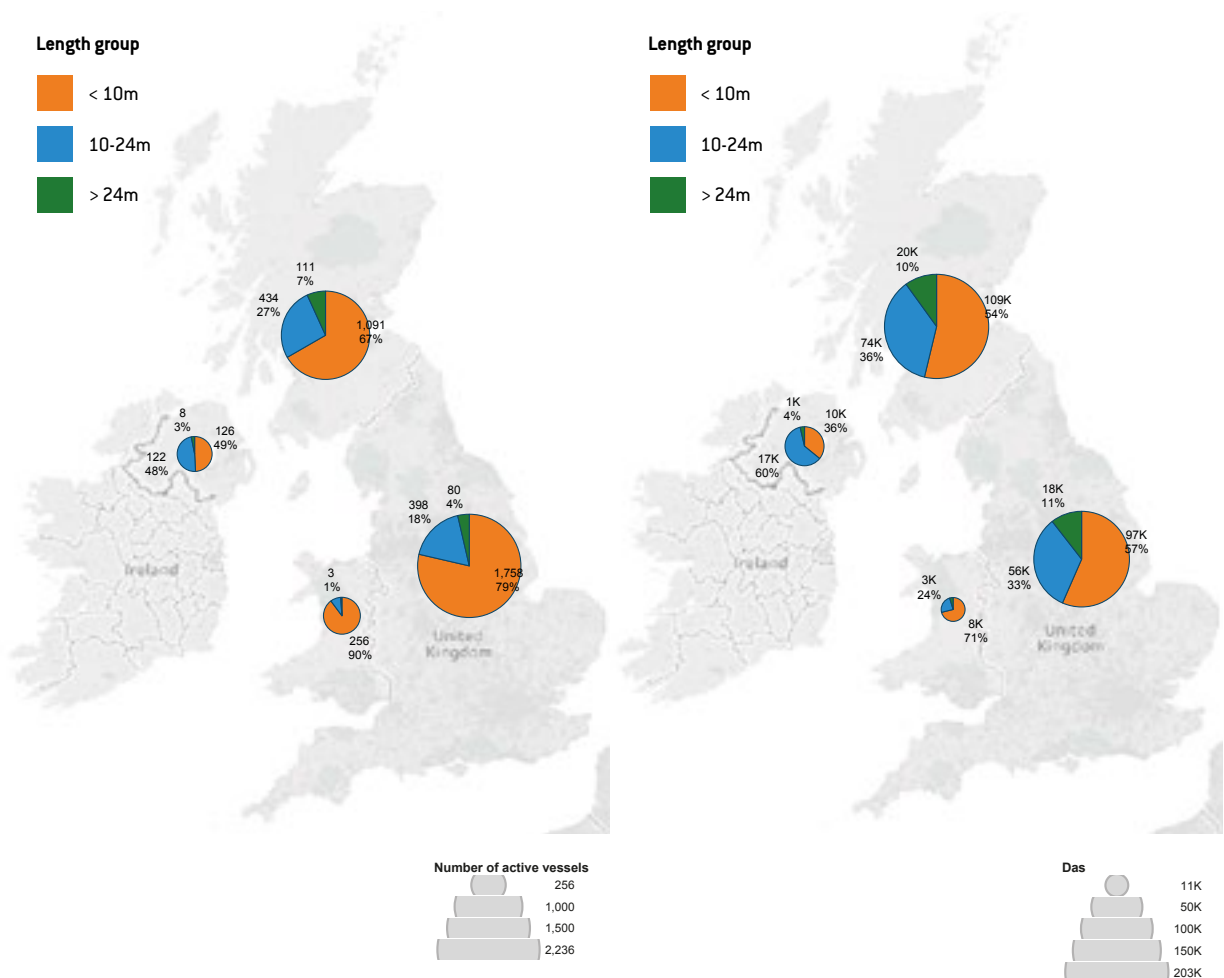 Length group
< 10m
10-24m
> 24m
111
7%
434
27%
1,091
67%
8
3%
126
49%
122
48%
80
4%
398
18%
1,758
79%
3
1%
256
90%
Ireland
United
Kingdom
Number of active vessels
256
1,000
1,500
2,236
Length group
< 10m
10-24m
> 24m
20K
10%
109K
54%
74K
36%
1K
4%
10K
36%
17K
60%
18K
11%
97K
57%
56K
33%
3K
24%
8K
71%
Ireland
United
Kingdom
Das
11K
50K
100K
150K
203K